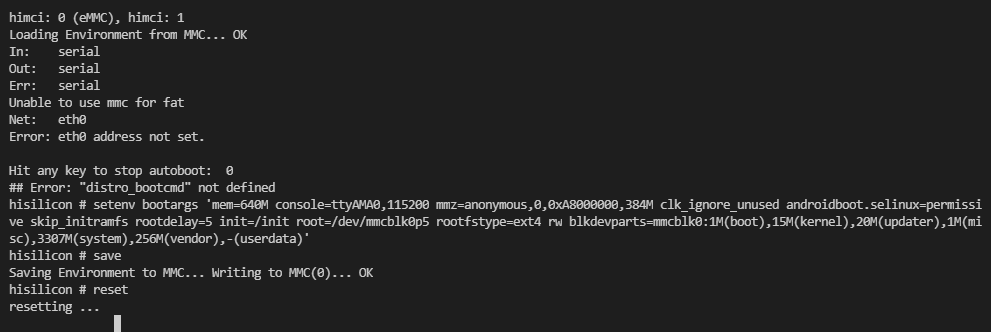 himci: 0 (eMMC), himci: 1
Loading Environment from MMC... OK
In:    serial
Out:   serial
Err:   serial
Unable to use mmc for fat
Net:   eth0
Error: eth0 address not set.

Hit any key to stop autoboot:  0
## Error: "distro_bootcmd" not defined
hisilicon # setenv bootargs 'mem=640M console=ttyAMA0,115200 mmz=anonymous,0,0xA8000000,384M clk_ignore_unused androidboot.selinux=permissi
ve skip_initramfs rootdelay=5 init=/init root=/dev/mmcblk0p5 rootfstype=ext4 rw blkdevparts=mmcblk0:1M(boot),15M(kernel),20M(updater),1M(mi
sc),3307M(system),256M(vendor),-(userdata)'
hisilicon # save
Saving Environment to MMC... Writing to MMC(0)... OK
hisilicon # reset
resetting ...